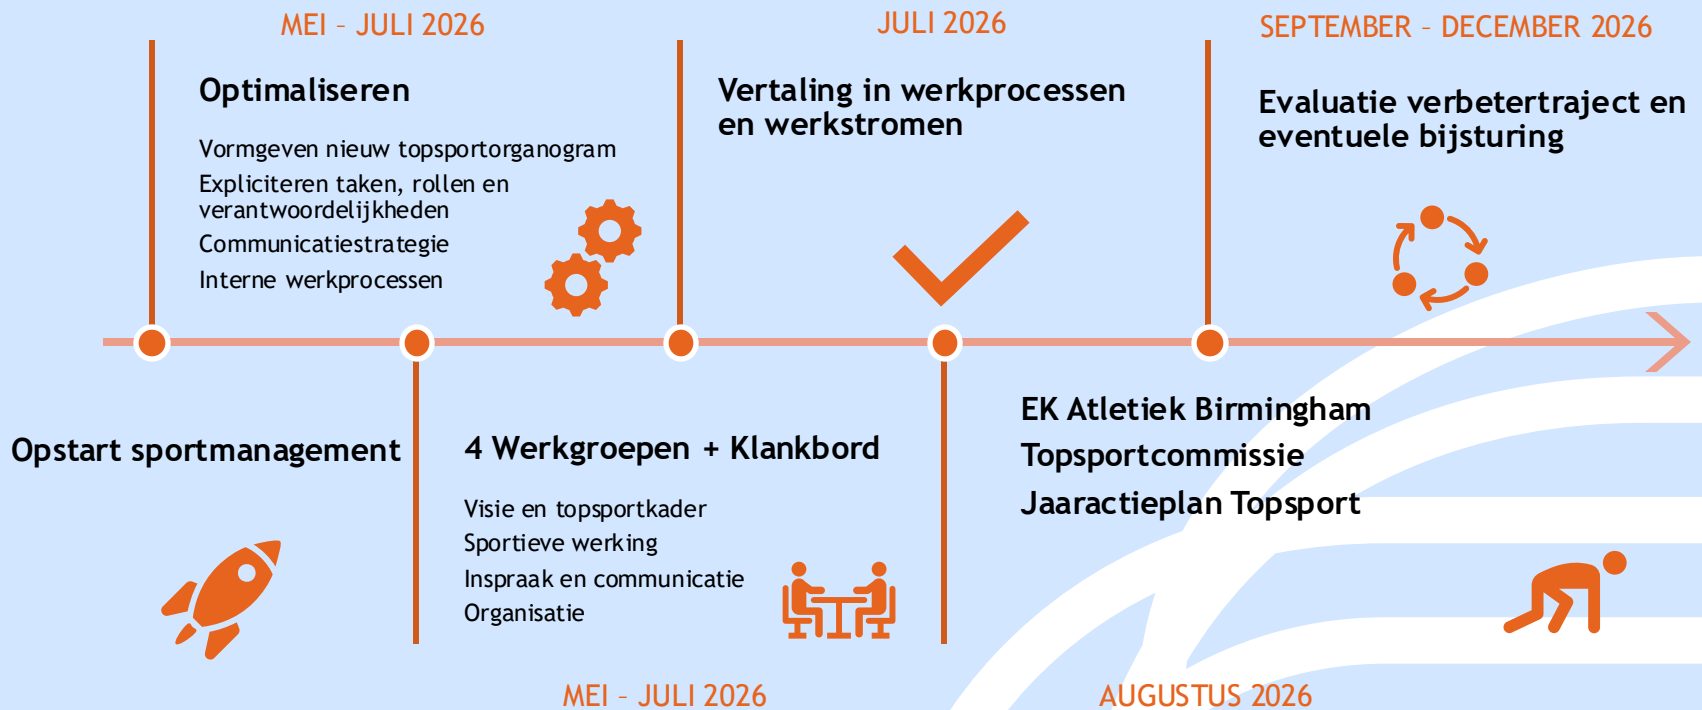 MEI – JULI 2026
JULI 2026
SEPTEMBER – DECEMBER 2026
Optimaliseren
Vormgeven nieuw topsportorganogram
Expliciteren taken, rollen en
verantwoordelijkheden
Communicatiestrategie
Interne werkprocessen
Vertaling in werkprocessen
en werkstromen
Evaluatie verbetertraject en
eventuele bijsturing
Opstart sportmanagement
4 Werkgroepen + Klankbord
Visie en topsportkader
Sportieve werking
Inspraak en communicatie
Organisatie
EK Atletiek Birmingham
Topsportcommissie
Jaaractieplan Topsport
MEI – JULI 2026
AUGUSTUS 2026